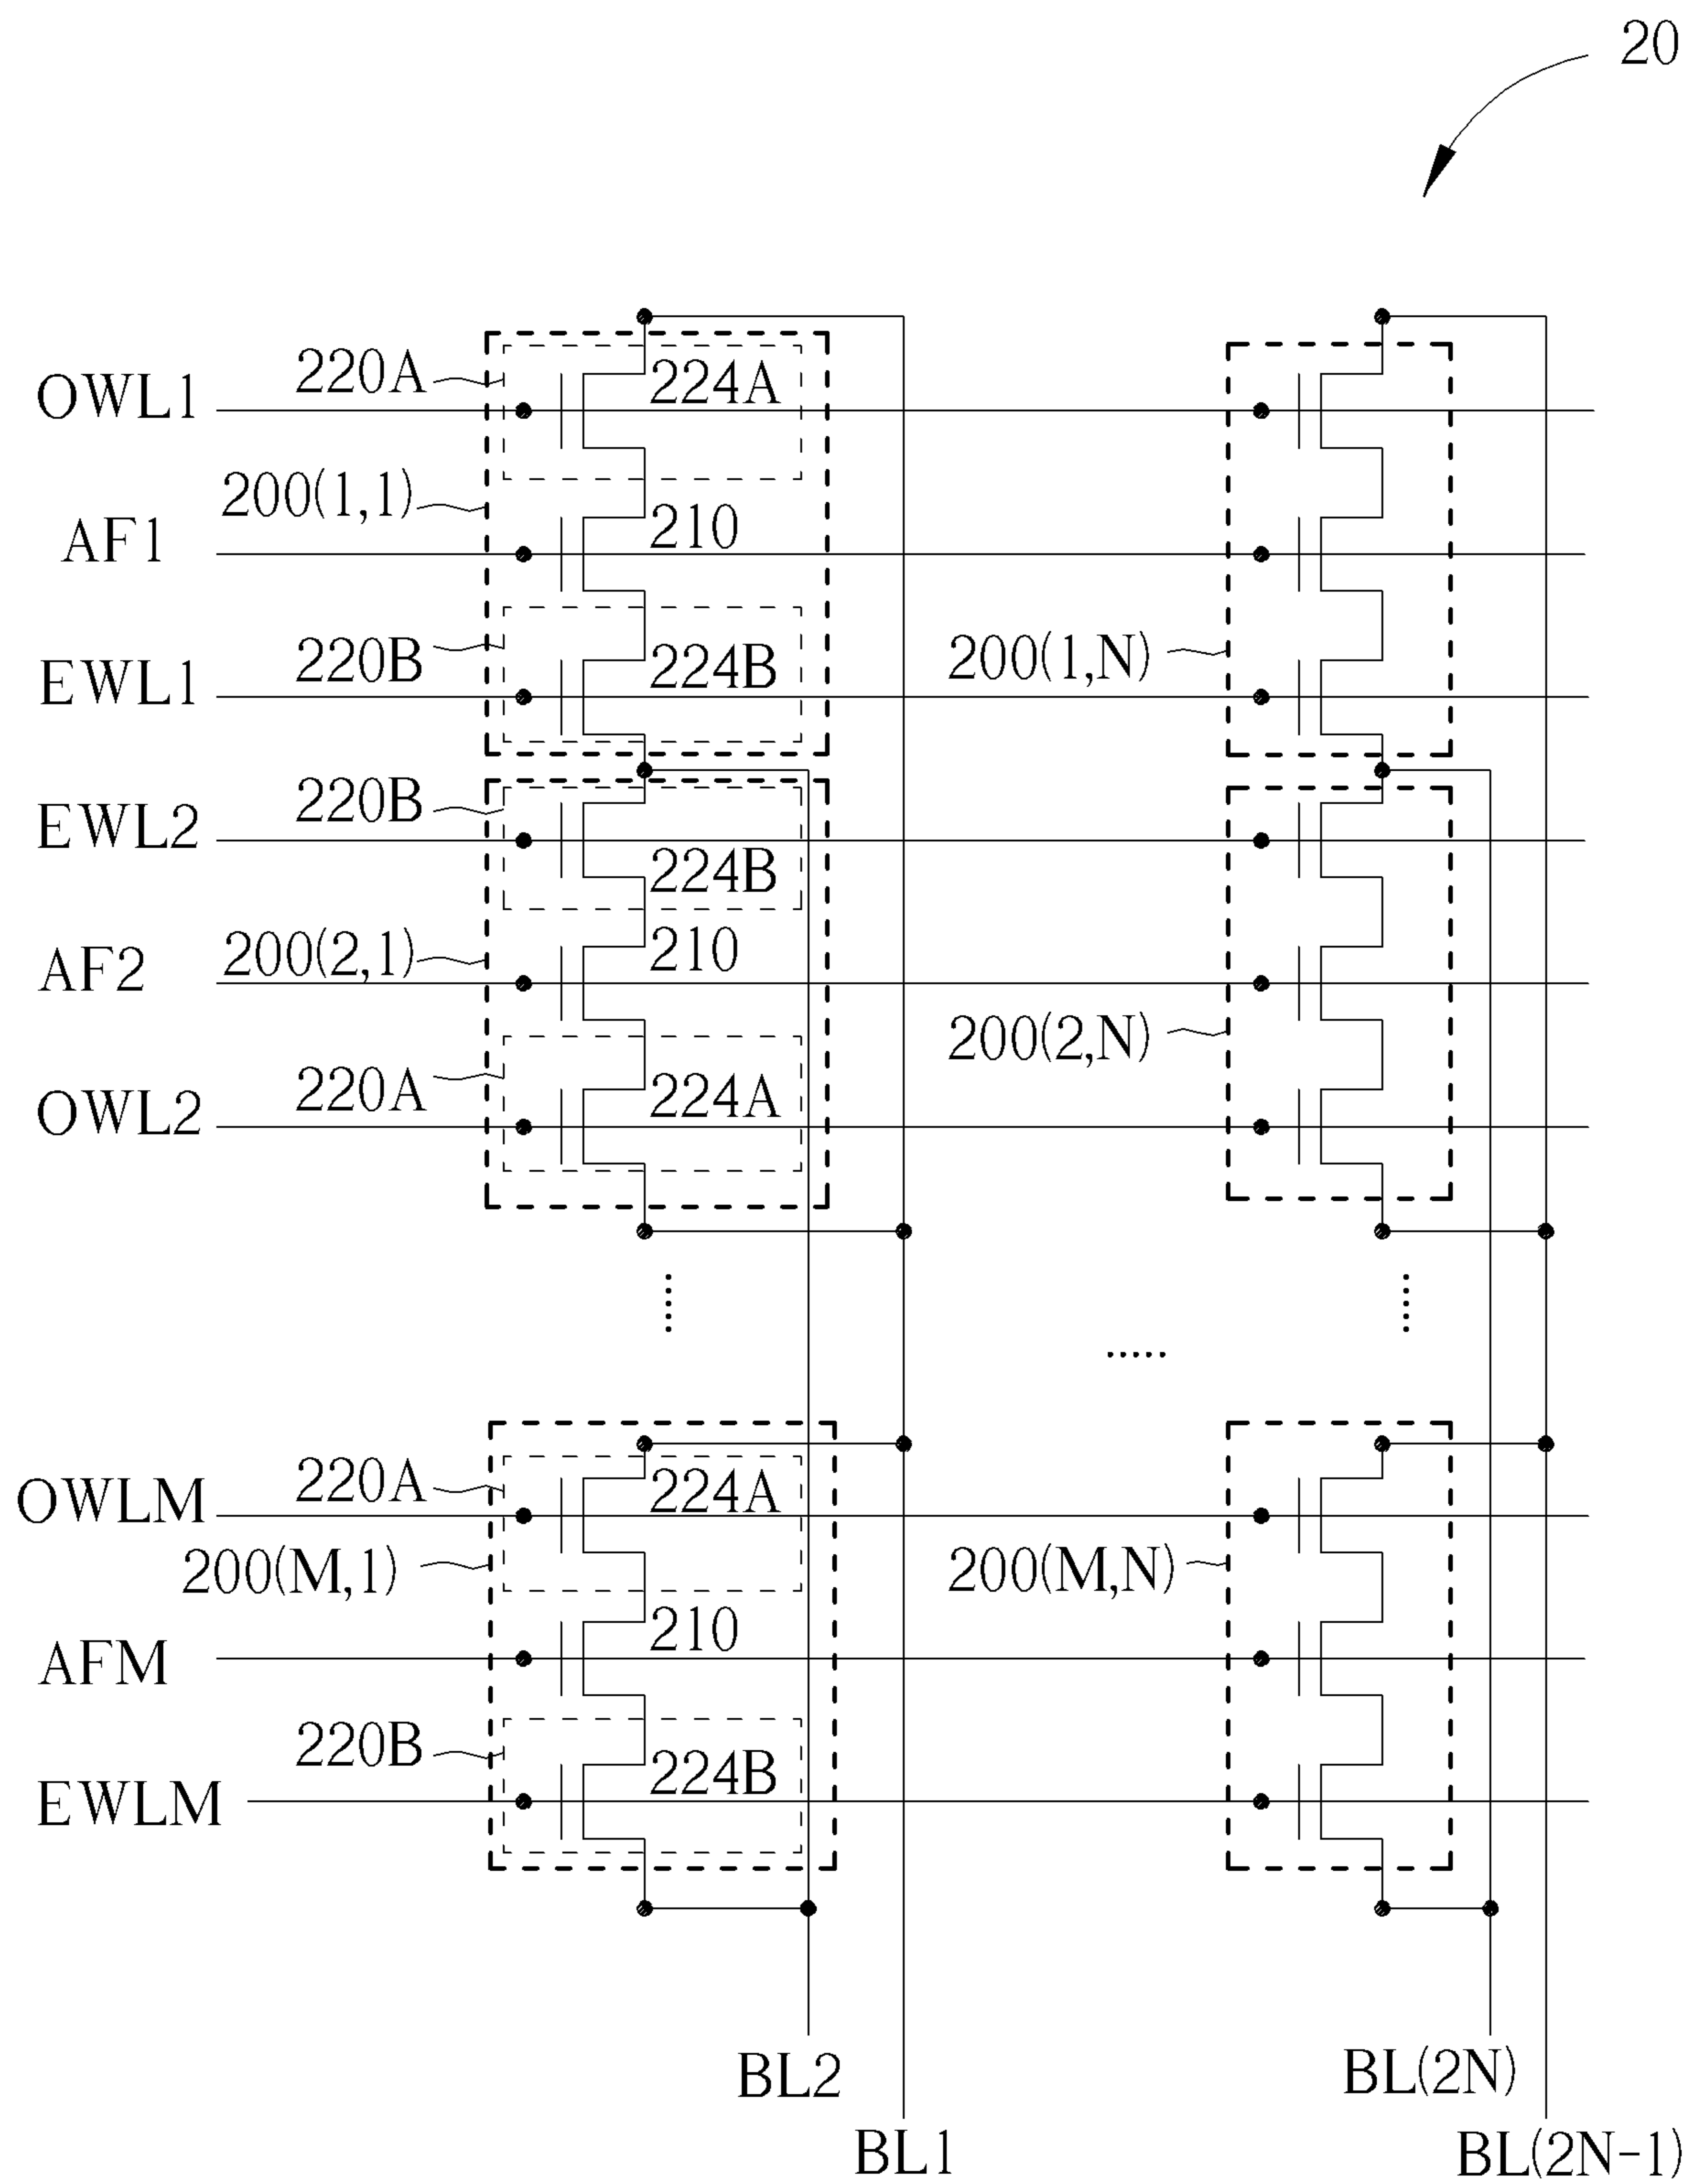 20
220A
224A
OWL1
200(1,1)
210
AF1
220B
224B
200(1,N)
EWL1
220B
EWL2
224B
200(2,1)
210
AF2
200(2,N)
220A
224A
OWL2
220A
224A
OWLM
200(M,1)
200(M,N)
210
AFM
220B
224B
EWLM
BL2
BL(2N)
BL1
BL(2N-1)